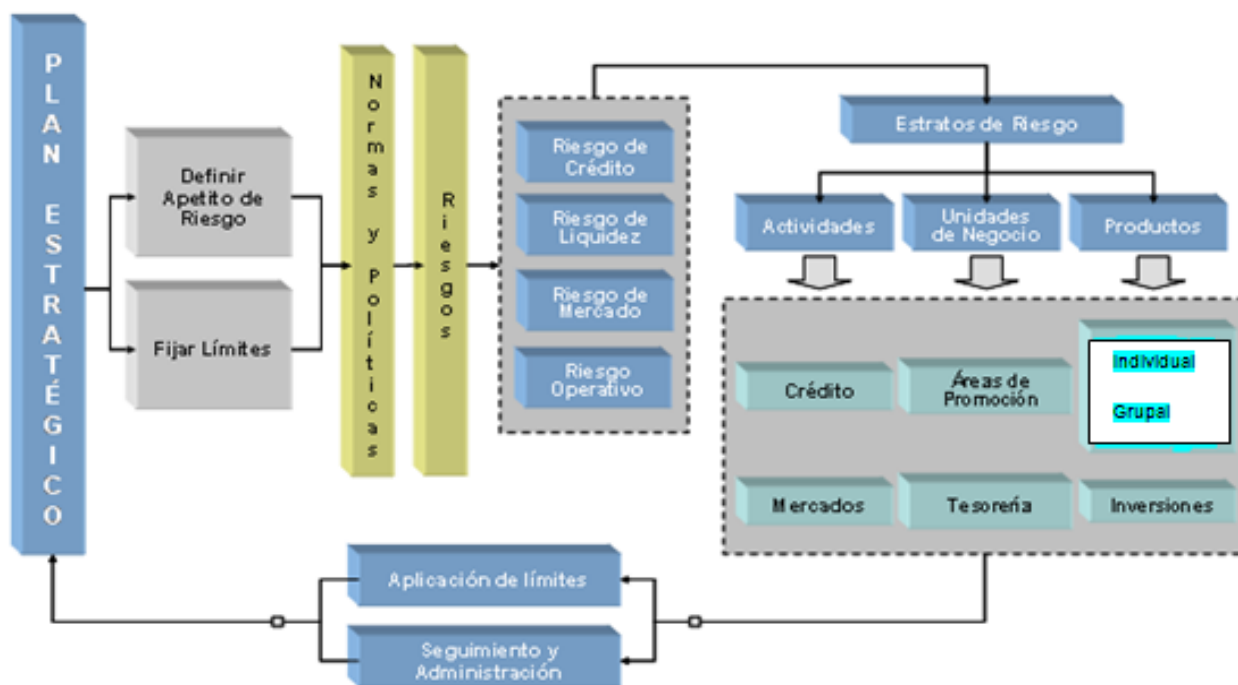 PLAN ESTRATÉGICO
Definir
Apetito de
Riesgo
Fijar Límites
Normas y Políticas
Riesgos
Riesgo de
Crédito
Riesgo de
Liquidez
Riesgo de
Mercado
Riesgo
Operativo
Estratos de Riesgo
Actividades
Unidades
de Negocio
Productos
Crédito
Áreas de
Promoción
Individual
Grupal
Mercados
Tesorería
Inversiones
Aplicación de límites
Seguimiento y
Administración